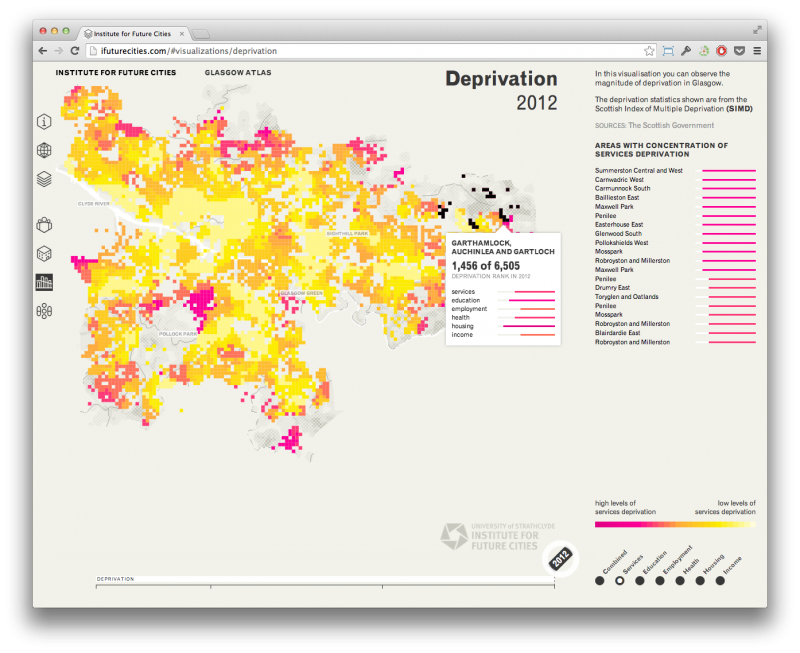 Institute for Future Cities
ifuturecities.com/#visualizations/deprivation
INSTITUTE FOR FUTURE CITIES
GLASGOW ATLAS
Deprivation
2012
In this visualisation you can observe the
magnitude of deprivation in Glasgow.
The deprivation statistics shown are from the
Scottish Index of Multiple Deprivation (SIMD)
SOURCES: The Scottish Government
AREAS WITH CONCENTRATION OF
SERVICES DEPRIVATION
Summerston Central and West
Carnwadric West
Carmunnock South
Baillieston East
Maxwell Park
Penilee
Easterhouse East
Glenwood South
Pollokshields West
Mosspark
Robroyston and Millerston
Maxwell Park
Penilee
Drumry East
Toryglen and Oatlands
Penilee
Mosspark
Robroyston and Millerston
Blairdardie East
Robroyston and Millerston
CLYDE RIVER
SIGHTHILL PARK
GLASGOW GREEN
POLLOCK PARK
GARTHAMLOCK,
AUCHINLEA AND GARTLOCH
1,456 of 6,505
DEPRIVATION RANK IN 2012
services
education
employment
health
housing
income
high levels of
services deprivation
low levels of
services deprivation
UNIVERSITY of STRATHCLYDE
INSTITUTE FOR
FUTURE CITIES
2012
DEPRIVATION
Combined
Services
Education
Employment
Health
Housing
Income